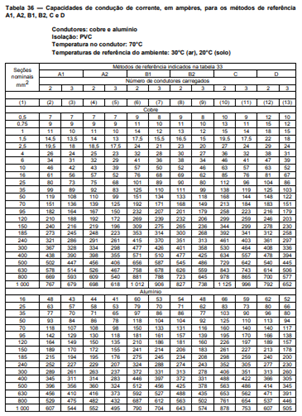 Tabela 36 — Capacidades de condução de corrente, em ampères, para os métodos de referência
A1, A2, B1, B2, C e D
Condutores: cobre e alumínio
Isolação: PVC
Temperatura no condutor: 70°C
Temperaturas de referência do ambiente: 30°C (ar), 20°C (solo)
Seções nominais mm² Métodos de referência indicados na tabela 33
A1 A2 B1 B2 C D
Número de condutores carregados
2 3 2 3 2 3 2 3 2 3 2 3
(1) (2) (3) (4) (5) (6) (7) (8) (9) (10) (11) (12) (13)
Cobre
0,5 7 7 7 7 9 8 9 8 10 9 12 10
0,75 9 9 9 9 11 10 11 10 13 11 15 12
1 11 10 11 10 14 12 13 12 15 14 18 15
1,5 14,5 13,5 14 13 17,5 15,5 16,5 15 19,5 17,5 22 18
2,5 19,5 18 18,5 17,5 24 21 23 20 27 24 29 24
4 26 24 25 23 32 28 30 27 36 32 38 31
6 34 31 32 29 41 36 38 34 46 41 47 39
10 46 42 43 39 57 50 52 46 63 57 63 52
16 61 56 57 52 76 68 69 62 85 76 81 67
25 80 73 75 68 101 89 90 80 112 96 104 86
35 99 89 92 83 125 110 111 99 138 119 125 103
50 119 108 110 99 151 134 133 118 168 144 148 122
70 151 136 139 125 192 171 168 149 213 184 183 151
95 182 164 167 150 232 207 201 179 258 223 216 179
120 210 188 192 172 269 239 232 206 299 259 246 203
150 240 216 219 196 309 275 265 236 344 299 278 230
185 273 245 248 223 353 314 300 268 392 341 312 258
240 321 286 291 261 415 370 351 313 461 403 361 297
300 367 328 334 298 477 426 401 358 530 464 408 336
400 438 390 398 355 571 510 477 425 634 557 478 394
500 502 447 456 406 656 587 545 486 729 642 540 445
630 578 514 526 467 758 678 626 559 843 743 614 506
800 669 593 609 540 881 788 723 645 978 865 700 577
1 000 767 679 698 618 1 012 906 827 738 1 125 996 792 652
Alumínio
16 48 43 44 41 60 53 54 48 66 59 62 52
25 63 57 58 53 79 70 71 62 83 73 80 66
35 77 70 71 65 97 86 86 77 103 90 96 80
50 93 84 86 78 118 104 104 92 125 110 113 94
70 118 107 108 98 150 133 131 116 160 140 140 117
95 142 129 130 118 181 161 157 139 195 170 166 138
120 164 149 150 135 210 186 181 160 226 197 189 157
150 189 170 172 155 241 214 206 183 261 227 213 178
185 215 194 195 176 275 245 234 208 298 259 240 200
240 252 227 229 207 324 288 274 243 352 305 277 230
300 289 261 263 237 372 331 313 278 406 351 313 260
400 345 311 314 283 446 397 372 331 488 422 366 305
500 396 356 360 324 512 456 425 378 563 486 414 345
630 456 410 416 373 592 527 488 435 653 562 471 391
800 529 475 482 432 687 612 563 502 761 654 537 446
1 000 607 544 552 495 790 704 643 574 878 753 607 505